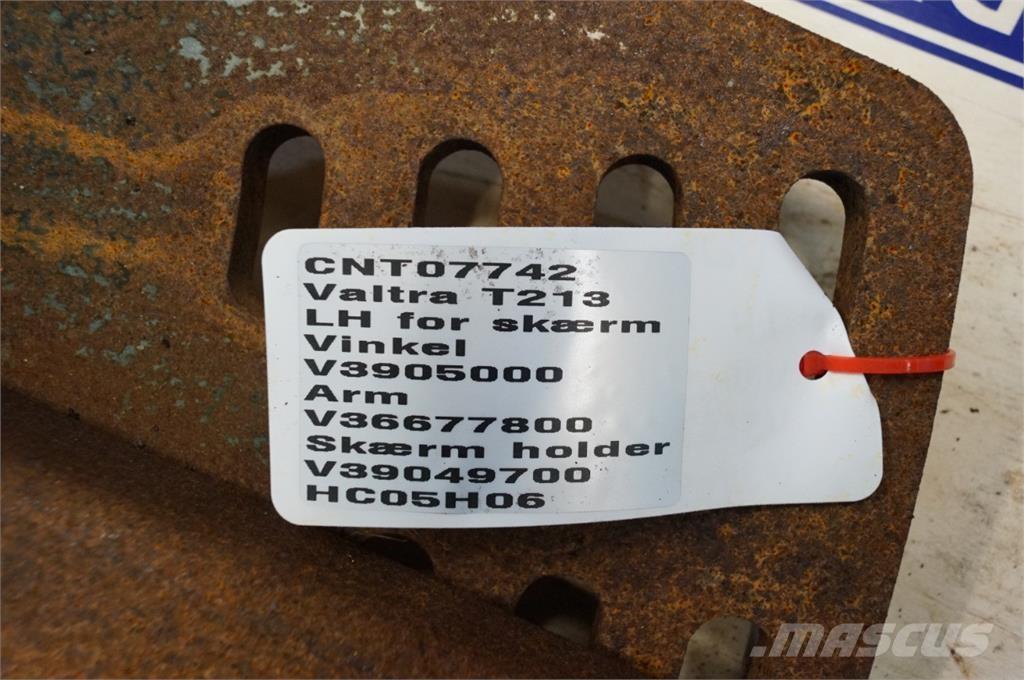 CNT07742
Valtra T213
LH for skærm
Vinkel
V3905000
Arm
V36677800
Skærm holder
V39049700
HC05H06
MASCUS